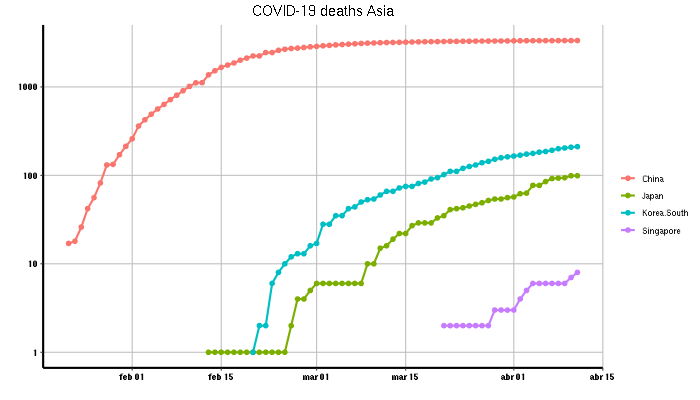 COVID-19 deaths Asia
1000
100
10
1
feb 01
feb 15
mar 01
mar 15
abr 01
abr 15
China
Japan
Korea.South
Singapore